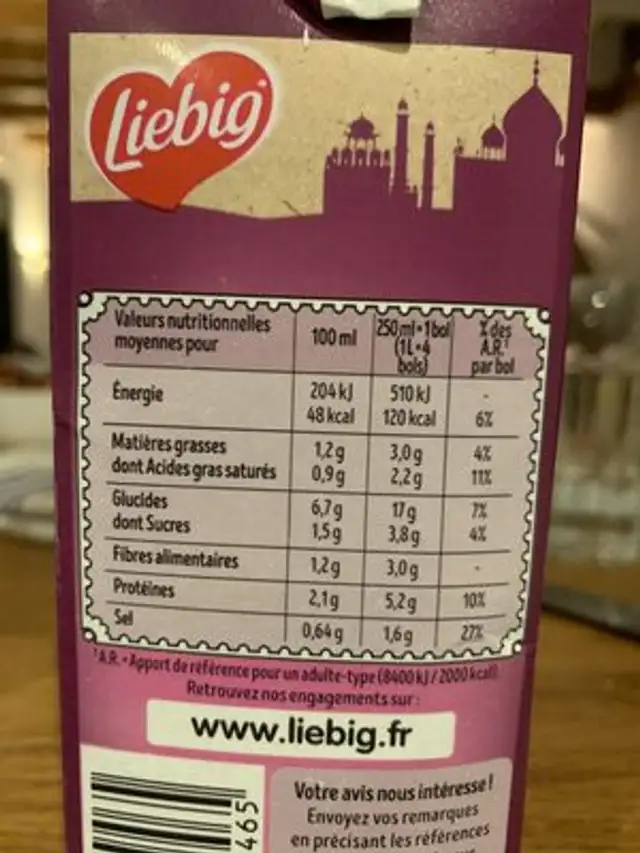 Liebig
Valeurs nutritionnelles moyennes pour 100 ml 250 ml=1 bol (1L=4 bols) % des A.R.¹ par bol
Énergie 204 kJ 510 kJ -
48 kcal 120 kcal 6%
Matières grasses 1,2 g 3,0 g 4%
dont Acides gras saturés 0,9 g 2,2 g 11%
Glucides 6,7 g 17 g 7%
dont Sucres 1,5 g 3,8 g 4%
Fibres alimentaires 1,2 g 3,0 g -
Protéines 2,1 g 5,2 g 10%
Sel 0,64 g 1,6 g 27%
¹A.R.=Apport de référence pour un adulte-type (8400 kJ / 2000 kcal).
Retrouvez nos engagements sur :
www.liebig.fr
465
Votre avis nous intéresse !
Envoyez vos remarques
en précisant les références